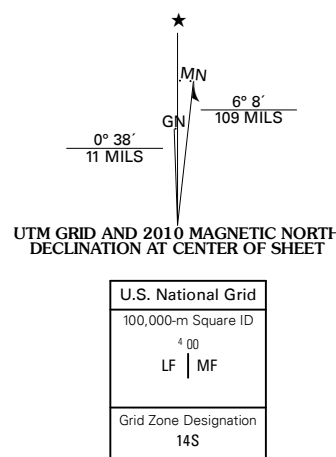 ★
MN
GN
6° 8´
109 MILS
0° 38´
11 MILS
UTM GRID AND 2010 MAGNETIC NORTH
DECLINATION AT CENTER OF SHEET
U.S. National Grid
100,000-m Square ID
4 00
LF | MF
Grid Zone Designation
14S